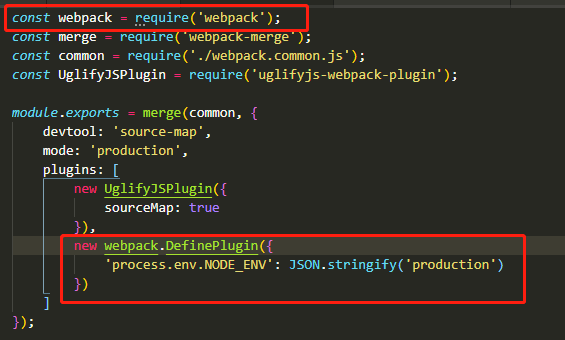 const webpack = require('webpack');
const merge = require('webpack-merge');
const common = require('./webpack.common.js');
const UglifyJSPlugin = require('uglifyjs-webpack-plugin');
module.exports = merge(common, {
devtool: 'source-map',
mode: 'production',
plugins: [
new UglifyJSPlugin({
sourceMap: true
}),
new webpack.DefinePlugin({
'process.env.NODE_ENV': JSON.stringify('production')
})
]
});